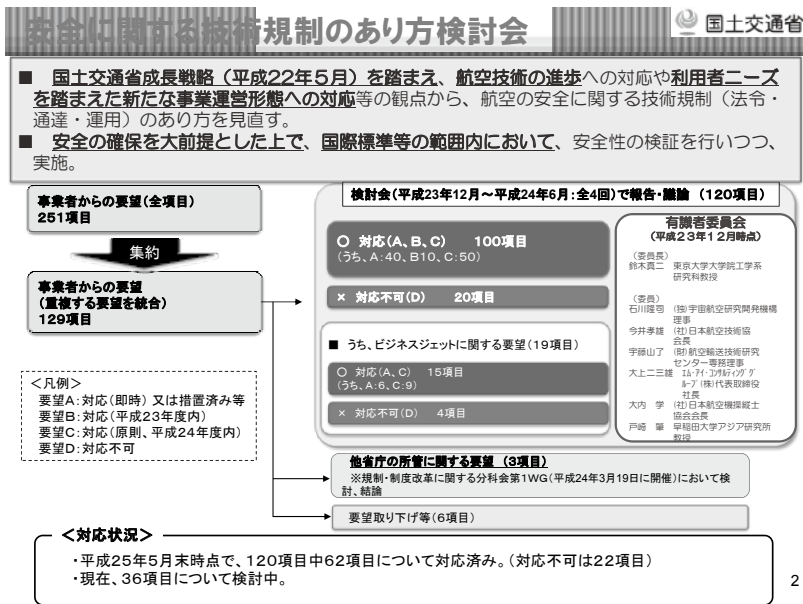 安全に関する技術規制のあり方検討会
国土交通省
■ 国土交通省成長戦略（平成22年5月）を踏まえ、航空技術の進歩への対応や利用者ニーズ
を踏まえた新たな事業運営形態への対応等の観点から、航空の安全に関する技術規制（法令・
通達・運用）のあり方を見直す。
■ 安全の確保を大前提とした上で、国際標準等の範囲内において、安全性の検証を行いつつ、
実施。
事業者からの要望(全項目)
251項目
集約
事業者からの要望
(重複する要望を統合)
129項目
＜凡例＞
要望A：対応(即時) 又は措置済み等
要望B：対応(平成23年度内)
要望C：対応(原則、平成24年度内)
要望D：対応不可
検討会(平成23年12月～平成24年6月：全4回)で報告・議論 (120項目)
○ 対応(A、B、C) 100項目
(うち、A:40、B10、C:50)
× 対応不可(D) 20項目
■ うち、ビジネスジェットに関する要望(19項目)
○ 対応(A、C) 15項目
(うち、A:6、C:9)
× 対応不可(D) 4項目
有識者委員会
(平成23年12月時点)
(委員長)
鈴木真二 東京大学大学院工学系
研究科教授
(委員)
石川隆司 (独)宇宙航空研究開発機構
理事
今井孝雄 (社)日本航空技術協
会長
宇藤山了 (財)航空輸送技術研究
センター専務理事
大上二三雄 エム・アイ・コンサルティンググ
ループ(株)代表取締役
社長
大内 学 (社)日本航空機操縦士
協会会長
戸崎 肇 早稲田大学アジア研究所
教授
他省庁の所管に関する要望 (3項目)
※規制・制度改革に関する分科会第1WG(平成24年3月19日に開催)において検
討、結論
要望取り下げ等(6項目)
＜対応状況＞
・平成25年5月末時点で、120項目中62項目について対応済み。(対応不可は22項目)
・現在、36項目について検討中。
2